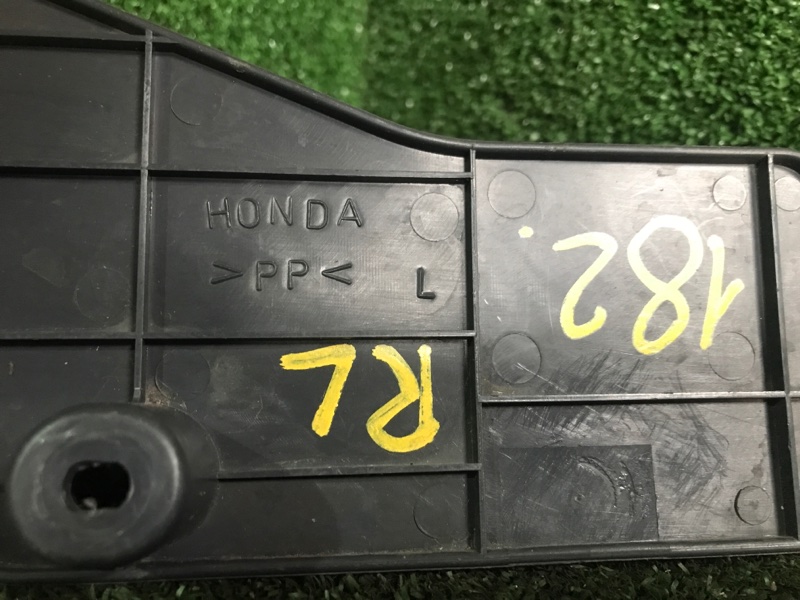 HONDA
>PP<
L
RL
182.